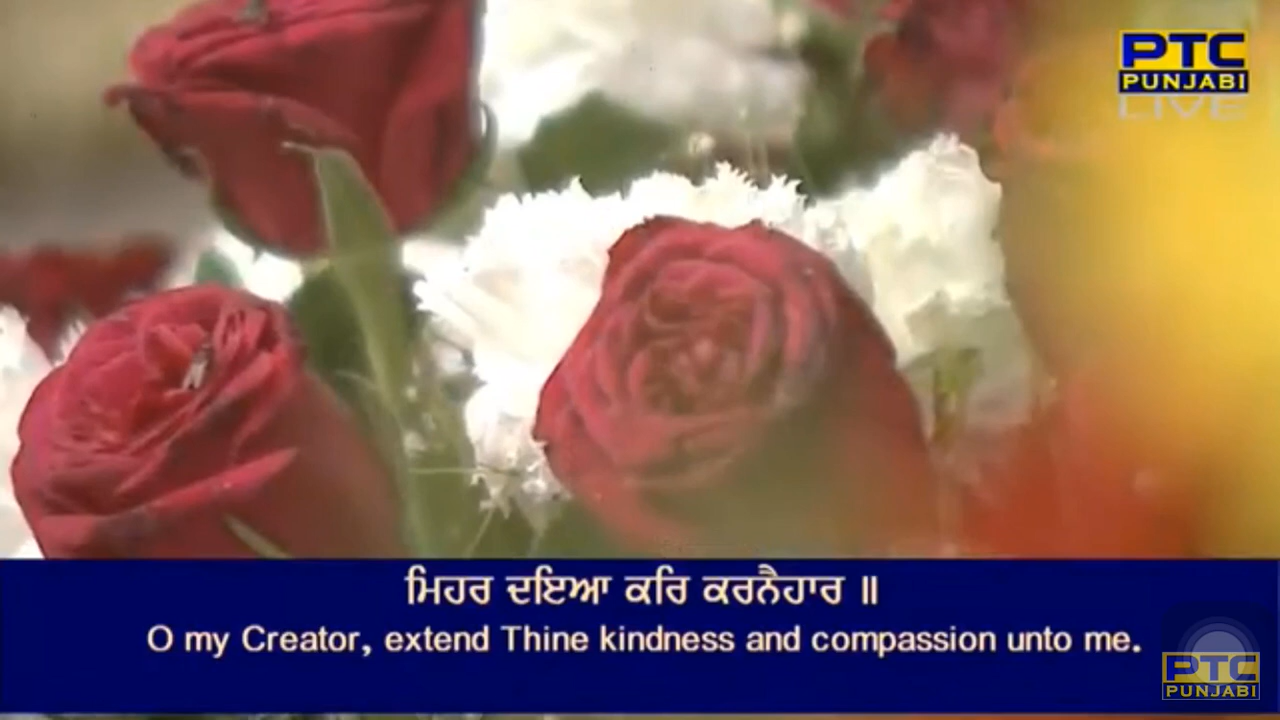 PTC
PUNJABI
LIVE
ਮਿਹਰ ਦਇਆ ਕਰਿ ਕਰਨੈਹਾਰ ॥
O my Creator, extend Thine kindness and compassion unto me.
PTC
PUNJABI